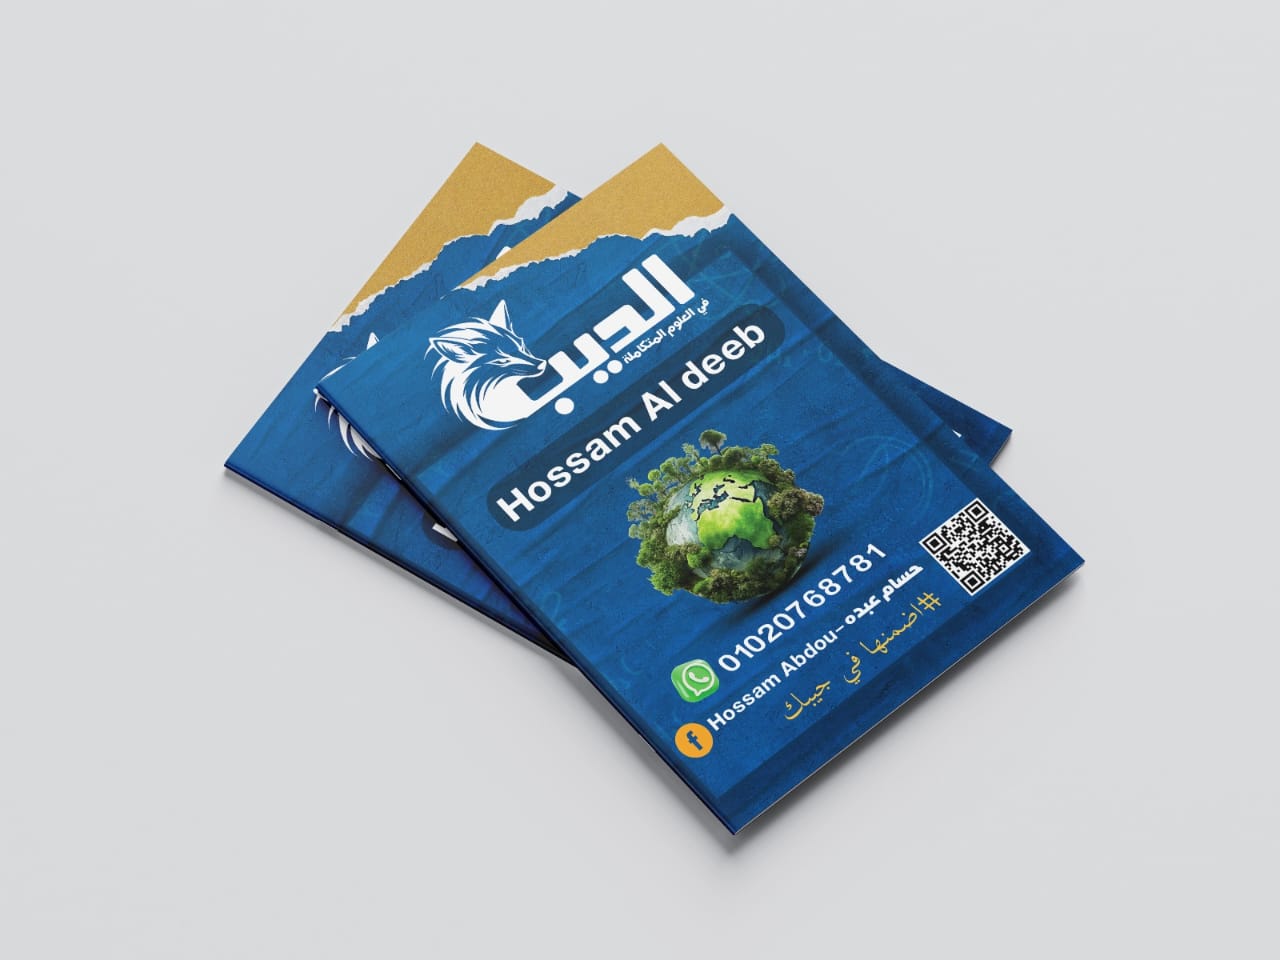 الديب
في العلوم المتكاملة
Hossam Al deeb
01020768781
Hossam Abdou - حسام عبده
#اضمنها في جيبك